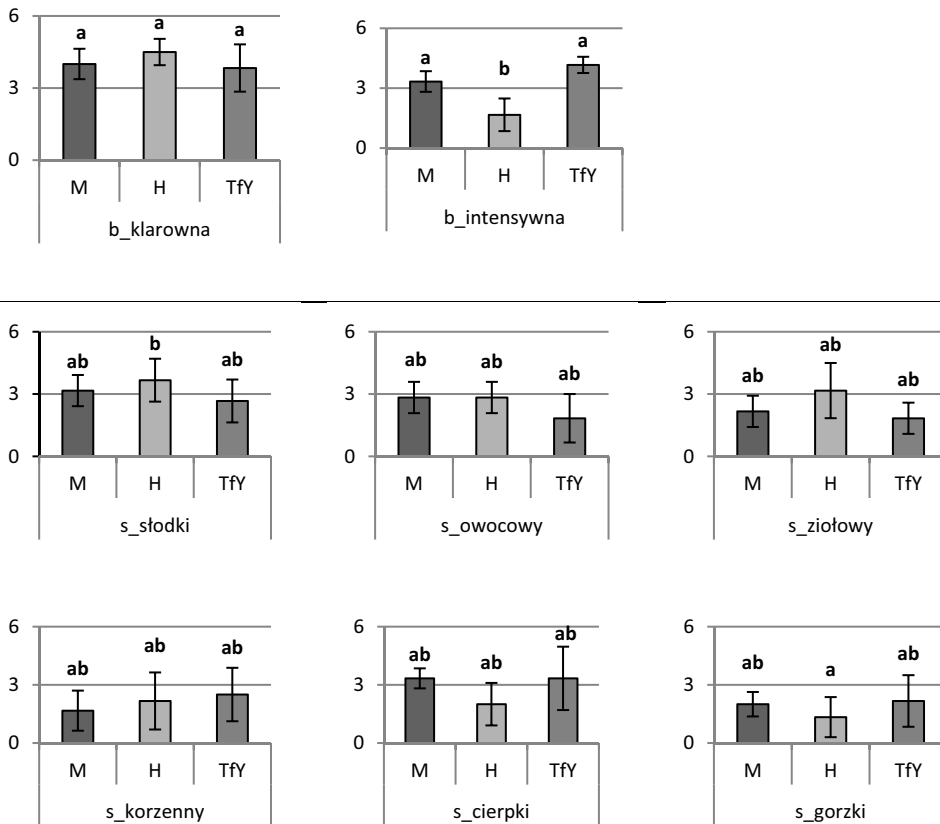 6
a a a
3
0
M H TfY
b_klarowna
6
a b a
3
0
M H TfY
b_intensywna
6
ab b ab
3
0
M H TfY
s_słodki
6
ab ab ab
3
0
M H TfY
s_owocowy
6
ab ab ab
3
0
M H TfY
s_ziołowy
6
ab ab ab
3
0
M H TfY
s_korzenny
6
ab ab ab
3
0
M H TfY
s_cierpki
6
ab a ab
3
0
M H TfY
s_gorzki